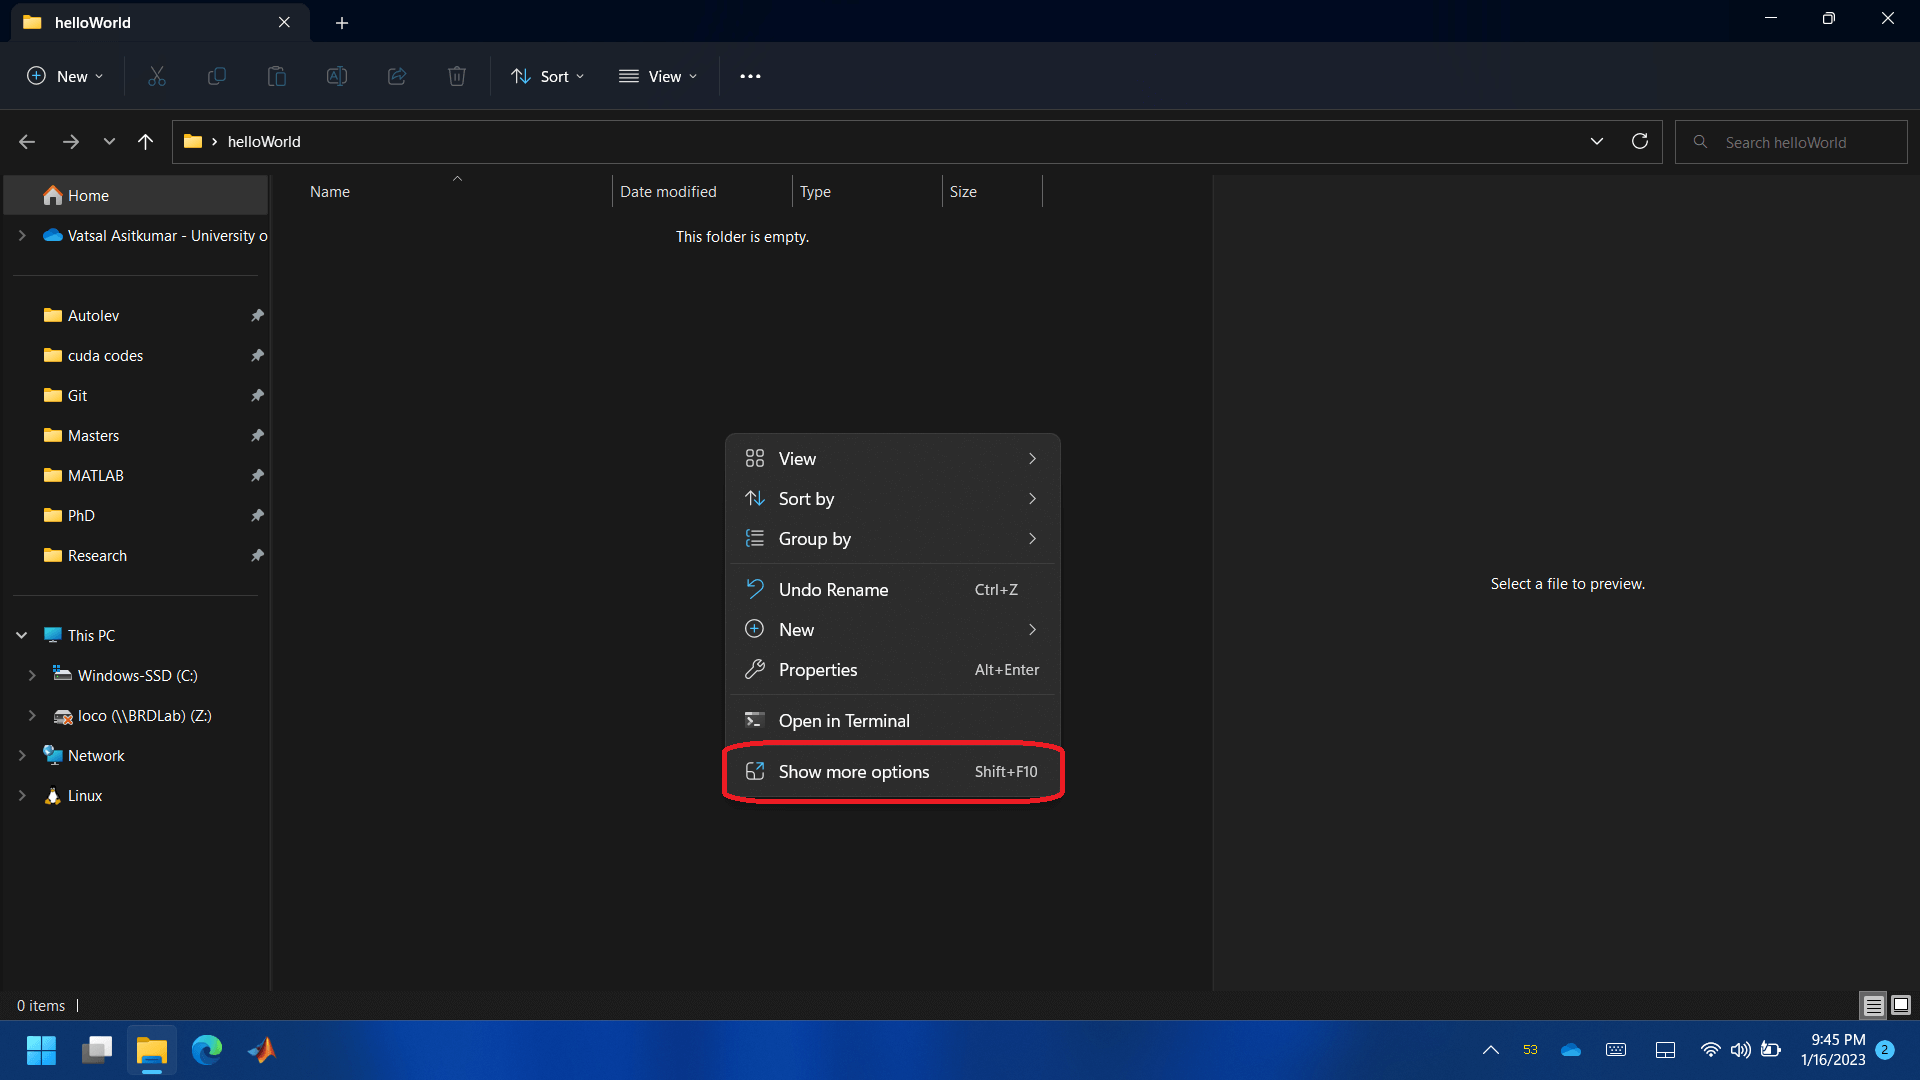 helloWorld
New
Sort
View
helloWorld
Search helloWorld
Home
Vatsal Asitkumar - University o
Autolev
cuda codes
Git
Masters
MATLAB
PhD
Research
This PC
Windows-SSD (C:)
loco (\\BRDLab) (Z:)
Network
Linux
Name
Date modified
Type
Size
This folder is empty.
View
Sort by
Group by
Undo Rename Ctrl+Z
New
Properties Alt+Enter
Open in Terminal
Show more options Shift+F10
Select a file to preview.
0 items
53
9:45 PM
1/16/2023
2